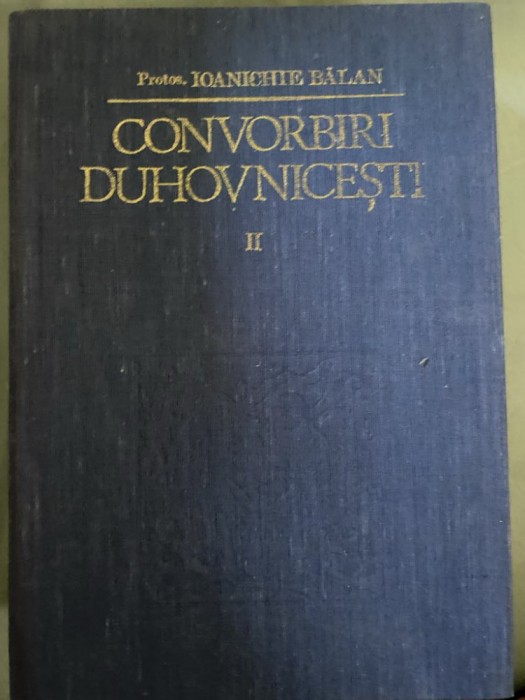 Protos. IOANICHIE BĂLAN
CONVORBIRI
DUHOVNICEȘTI
II